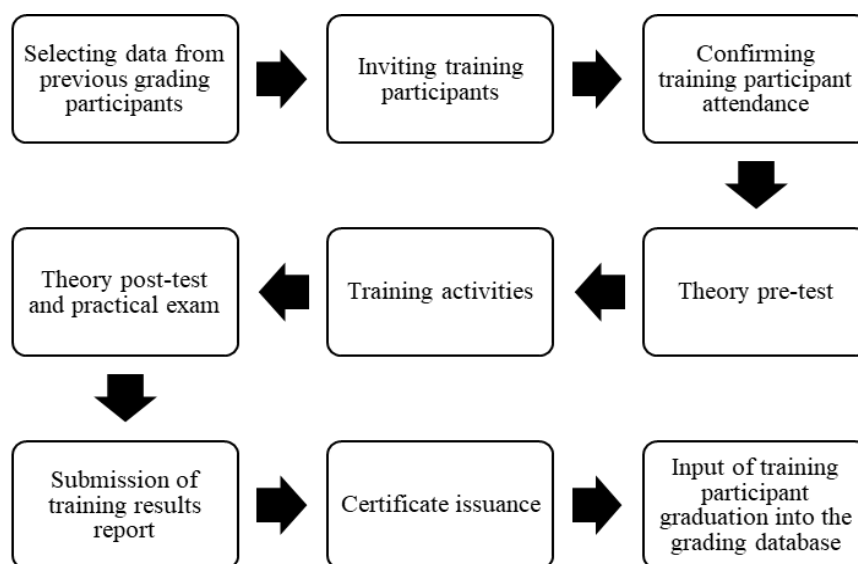 Selecting data from
previous grading
participants
Inviting training
participants
Confirming
training participant
attendance
Theory pre-test
Training activities
Theory post-test
and practical exam
Submission of
training results
report
Certificate issuance
Input of training
participant
graduation into the
grading database